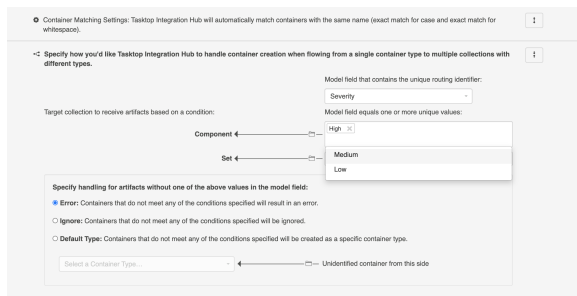 Container Matching Settings: Tasktop Integration Hub will automatically match containers with the same name (exact match for case and exact match for
whitespace).
Specify how you'd like Tasktop Integration Hub to handle container creation when flowing from a single container type to multiple collections with
different types.
Model field that contains the unique routing identifier:
Severity
Target collection to receive artifacts based on a condition:
Model field equals one or more unique values:
Component
High ×
Set
Medium
Low
Specify handling for artifacts without one of the above values in the model field:
Error: Containers that do not meet any of the conditions specified will result in an error.
Ignore: Containers that do not meet any of the conditions specified will be ignored.
Default Type: Containers that do not meet any of the conditions specified will be created as a specific container type.
Select a Container Type...
Unidentified container from this side